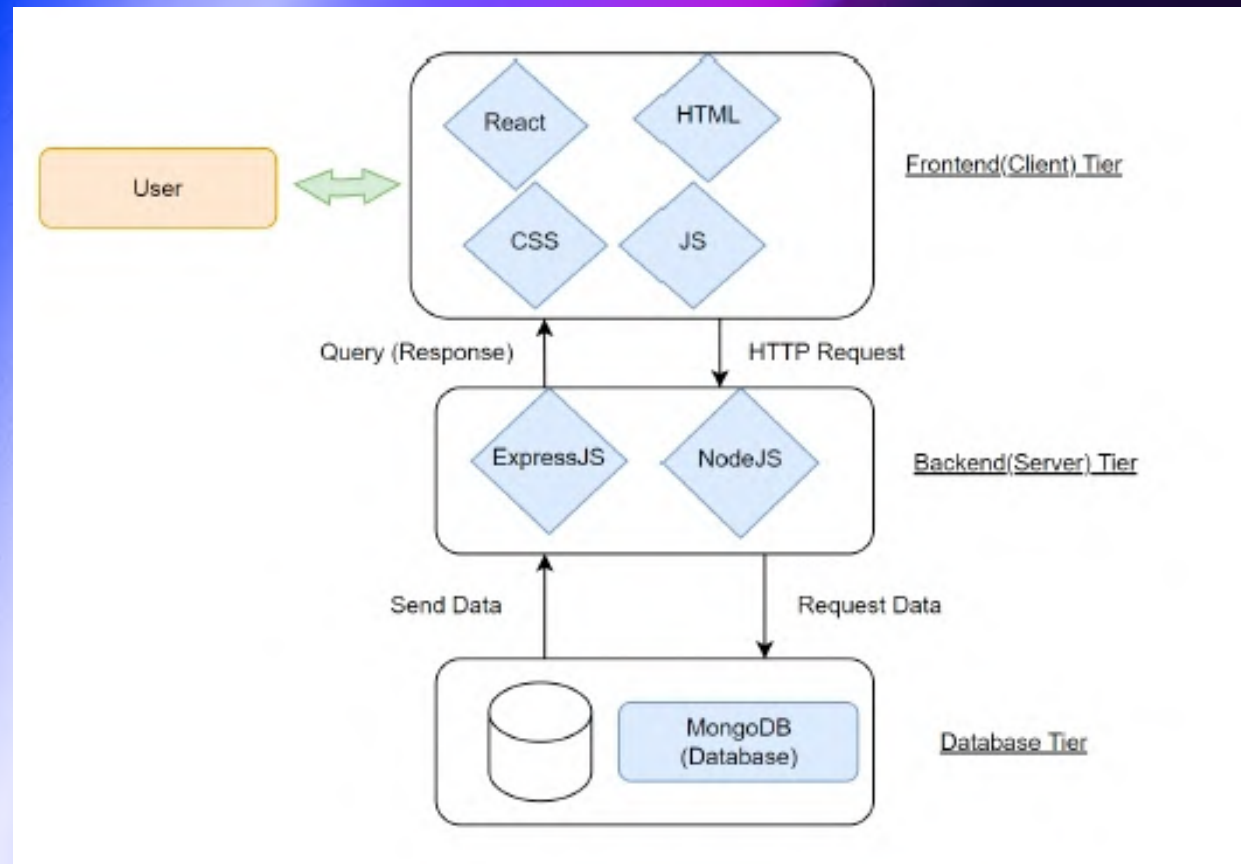 React
HTML
Frontend(Client) Tier
User
CSS
JS
Query (Response)
HTTP Request
ExpressJS
NodeJS
Backend(Server) Tier
Send Data
Request Data
MongoDB
(Database)
Database Tier